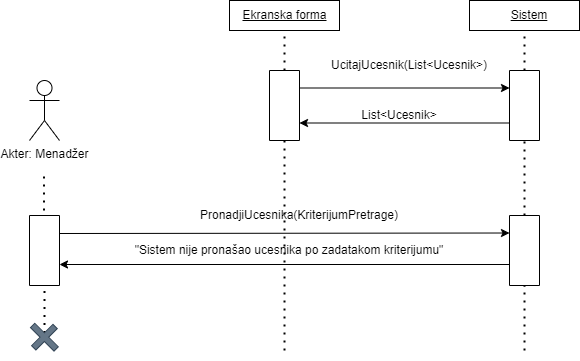 Ekranska forma
Sistem
UcitajUcesnik(List<Ucesnik>)
List<Ucesnik>
Akter: Menadžer
PronadjiUcesnika(KriterijumPretrage)
"Sistem nije pronašao ucesnika po zadatakom kriterijumu"